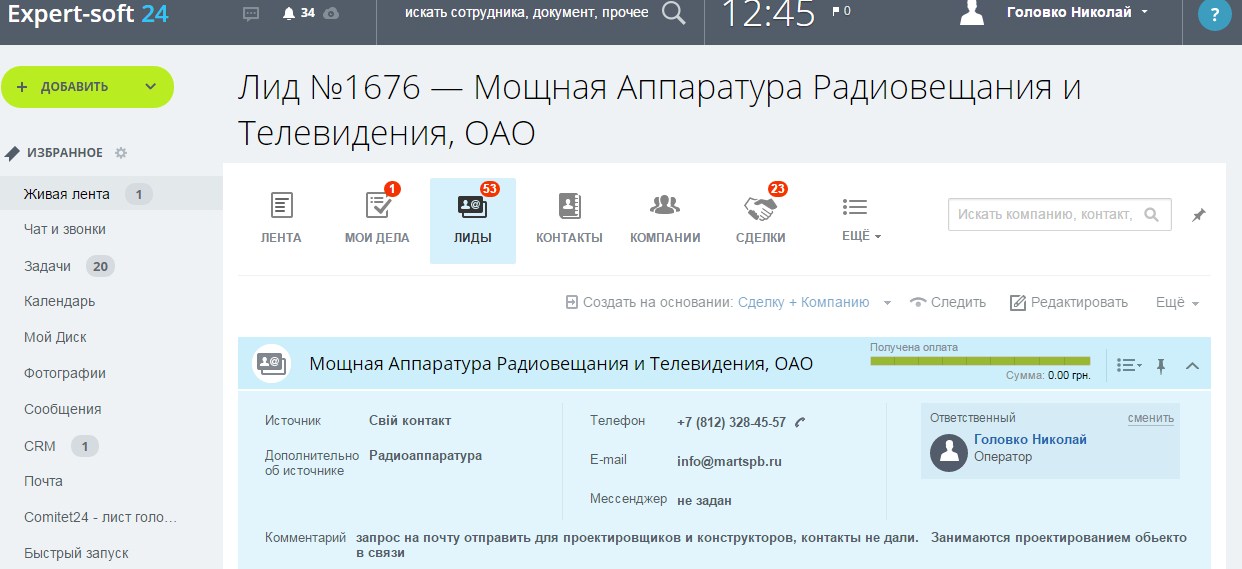 Expert-soft 24
34
искать сотрудника, документ, прочее
12:45
0
Головко Николай
?
+ ДОБАВИТЬ
Лид №1676 — Мощная Аппаратура Радиовещания и
Телевидения, ОАО
ИЗБРАННОЕ
Живая лента 1
Чат и звонки
Задачи 20
Календарь
Мой Диск
Фотографии
Сообщения
CRM 1
Почта
Comitet24 - лист голо...
Быстрый запуск
ЛЕНТА
1
МОИ ДЕЛА
53
ЛИДЫ
КОНТАКТЫ
КОМПАНИИ
23
СДЕЛКИ
ЕЩЁ
Искать компанию, контакт,
Создать на основании: Сделку + Компанию
Следить
Редактировать
Ещё
Мощная Аппаратура Радиовещания и Телевидения, ОАО
Получена оплата
Сумма: 0.00 грн.
Источник Свій контакт
Дополнительно об источнике Радиоаппаратура
Телефон +7 (812) 328-45-57
E-mail info@martspb.ru
Мессенджер не задан
Ответственный сменить
Головко Николай
Оператор
Комментарий запрос на почту отправить для проектировщиков и конструкторов, контакты не дали. Занимаются проектированием обьекто
в связи